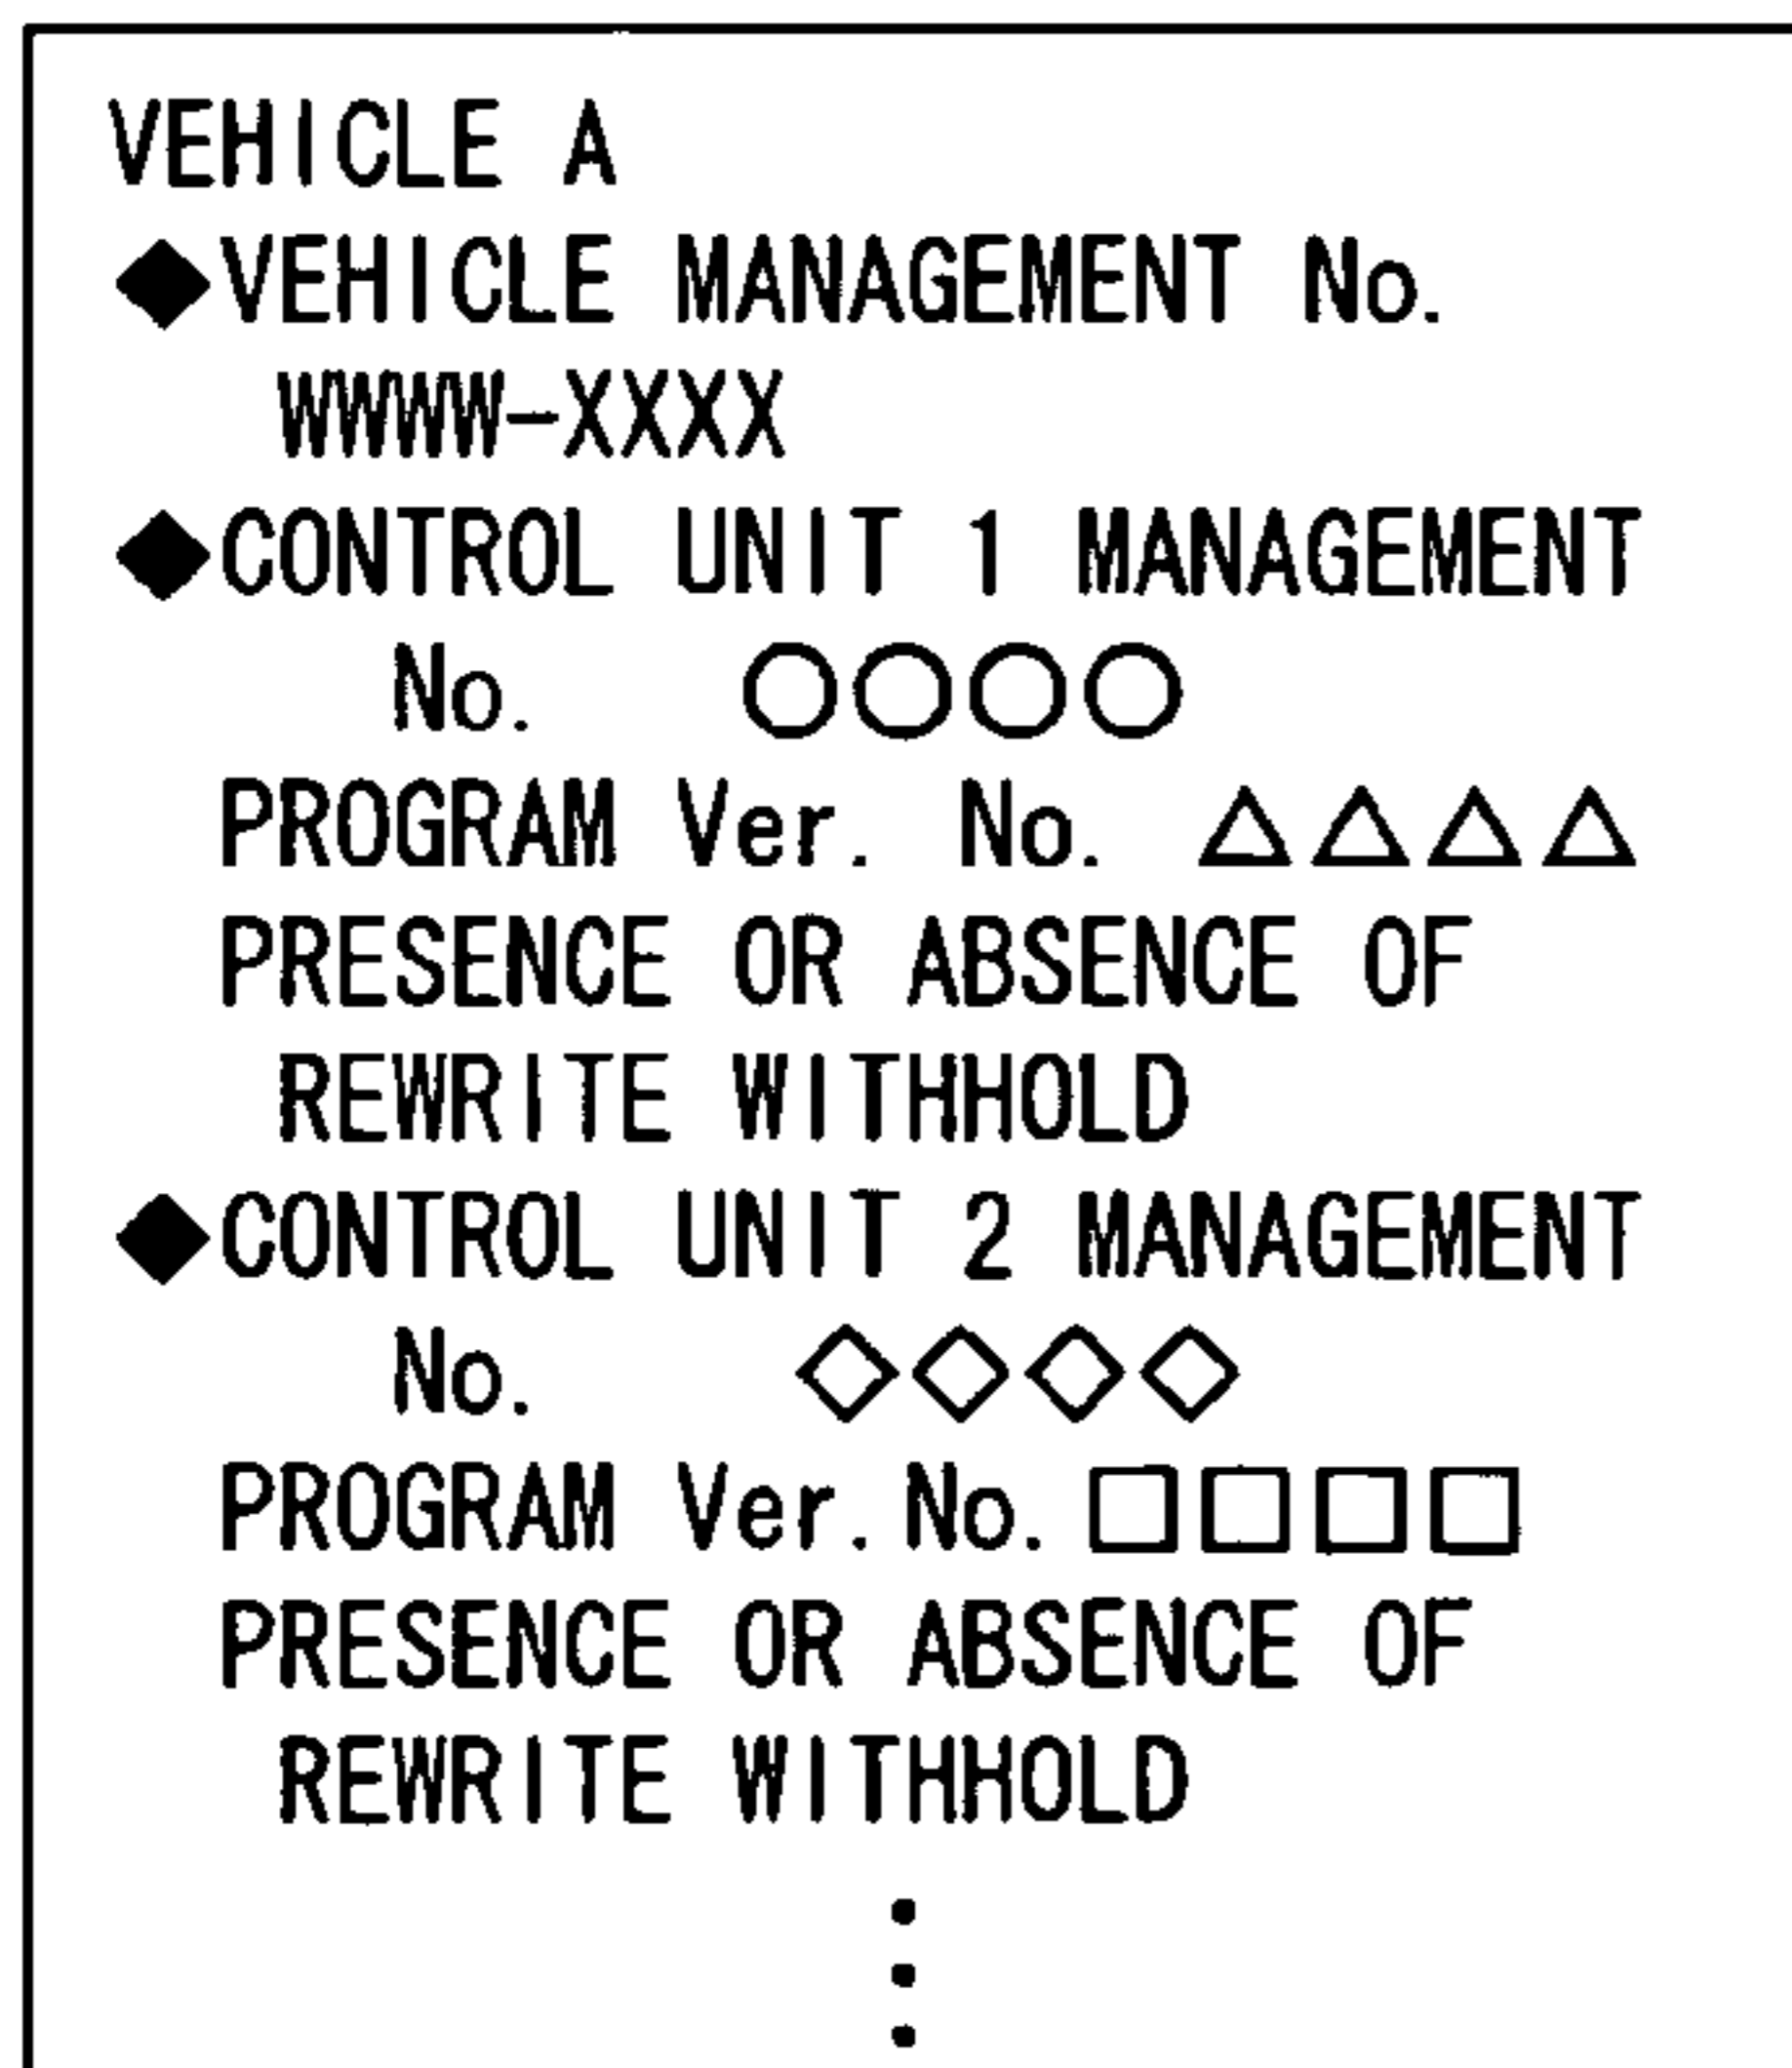 VEHICLE A
◆VEHICLE MANAGEMENT No.
WWWW-XXXX
◆CONTROL UNIT 1 MANAGEMENT
No. ○○○○
PROGRAM Ver. No. △△△△
PRESENCE OR ABSENCE OF
REWRITE WITHHOLD
◆CONTROL UNIT 2 MANAGEMENT
No. ◇◇◇◇
PROGRAM Ver. No. □□□□
PRESENCE OR ABSENCE OF
REWRITE WITHHOLD